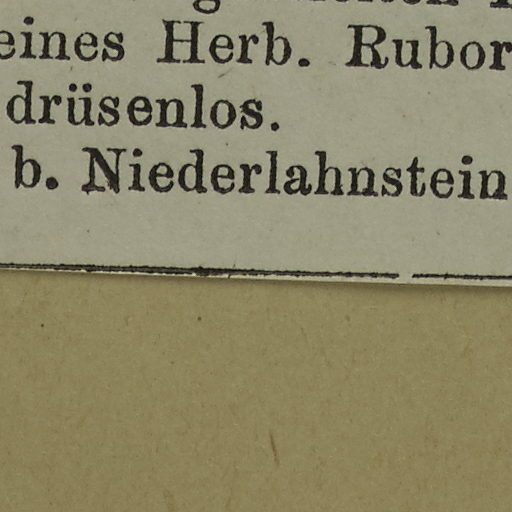 eines Herb. Rubor
drüsenlos.
b. Niederlahnstein